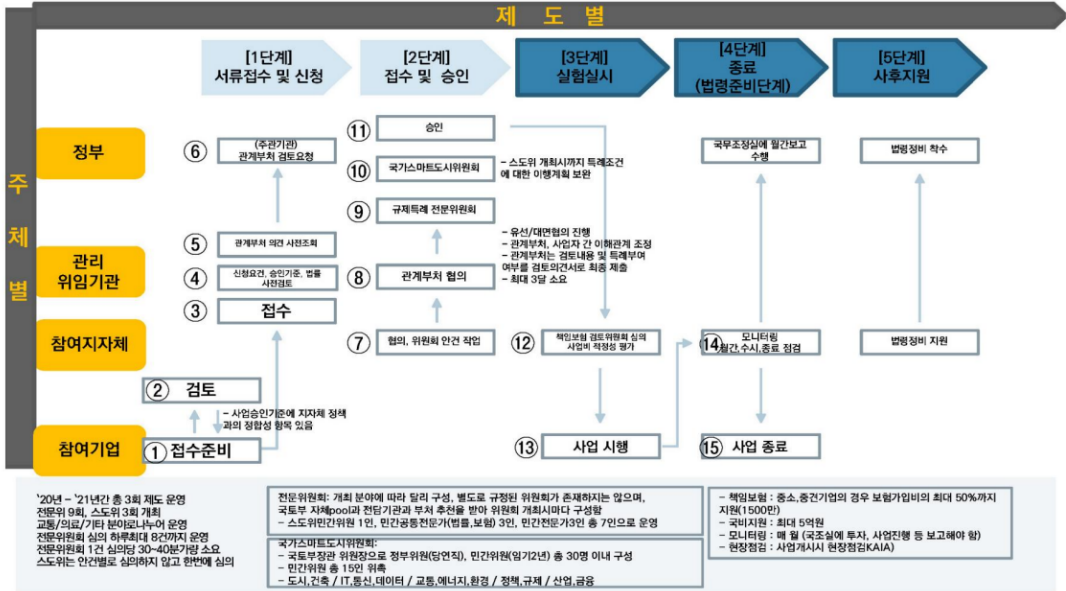 제 도 별
주 체 별
[1단계]
서류접수 및 신청
[2단계]
접수 및 승인
[3단계]
실험실시
[4단계]
종료
(법령준비단계)
[5단계]
사후지원
정부
관리
위임기관
참여지자체
참여기업
⑥ (주관기관)
관계부처 검토요청
⑤ 관계부처 의견 사전조회
④ 신청요건, 승인기준, 법률
사전검토
③ 접수
② 검토
- 사업승인기준에 지자체 정책
과의 정합성 항목 있음
① 접수준비
⑪ 승인
⑩ 국가스마트도시위원회
- 스도위 개최시까지 특례조건
에 대한 이행계획 보완
⑨ 규제특례 전문위원회
- 유선/대면협의 진행
- 관계부처, 사업자 간 이해관계 조정
- 관계부처는 검토내용 및 특례부여
여부를 검토의견서로 최종 제출
- 최대 3달 소요
⑧ 관계부처 협의
⑦ 협의, 위원회 안건 작업
⑫ 책임보험 검토위원회 심의
사업비 적정성 평가
⑬ 사업 시행
국무조정실에 월간보고
수행
⑭ 모니터링
월간,수시,종료 점검
⑮ 사업 종료
법령정비 착수
법령정비 지원
'20년 - '21년간 총 3회 제도 운영
전문위 9회, 스도위 3회 개최
교통/의료/기타 분야로나누어 운영
전문위원회 심의 하루최대 8건까지 운영
전문위원회 1건 심의당 30-40분가량 소요
스도위는 안건별로 심의하지 않고 한번에 심의
전문위원회: 개최 분야에 따라 달리 구성, 별도로 규정된 위원회가 존재하지는 않으며,
국토부 자체pool과 전담기관과 부처 추천을 받아 위원회 개최시마다 구성함
- 스도위민간위원 1인, 민간공통전문가(법률,보험) 3인, 민간전문가3인 총 7인으로 운영
국가스마트도시위원회:
- 국토부장관 위원장으로 정부위원(당연직), 민간위원(임기2년) 총 30명 이내 구성
- 민간위원 총 15인 위촉
- 도시,건축 / IT,통신,데이터 / 교통,에너지,환경 / 정책,규제 / 산업,금융
- 책임보험 : 중소,중견기업의 경우 보험가입비의 최대 50%까지
지원(1500만)
- 국비지원 : 최대 5억원
- 모니터링 : 매 월 (국조실에 투자, 사업진행 등 보고해야 함)
- 현장점검 : 사업개시시 현장점검KAIA)